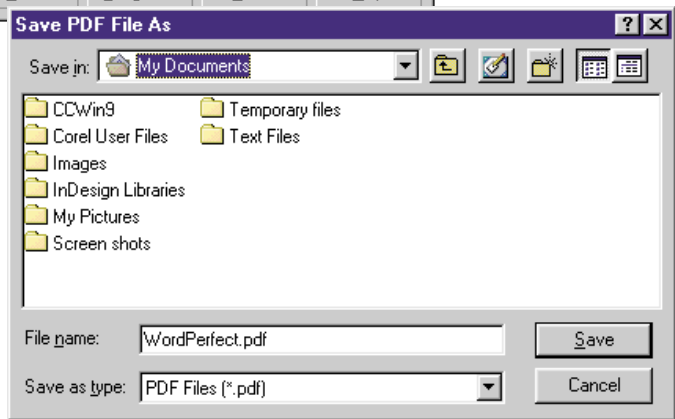 Save PDF File As
Save in: My Documents
CCWin9 Temporary files
Corel User Files Text Files
Images
InDesign Libraries
My Pictures
Screen shots
File name: WordPerfect.pdf Save
Save as type: PDF Files (*.pdf) Cancel